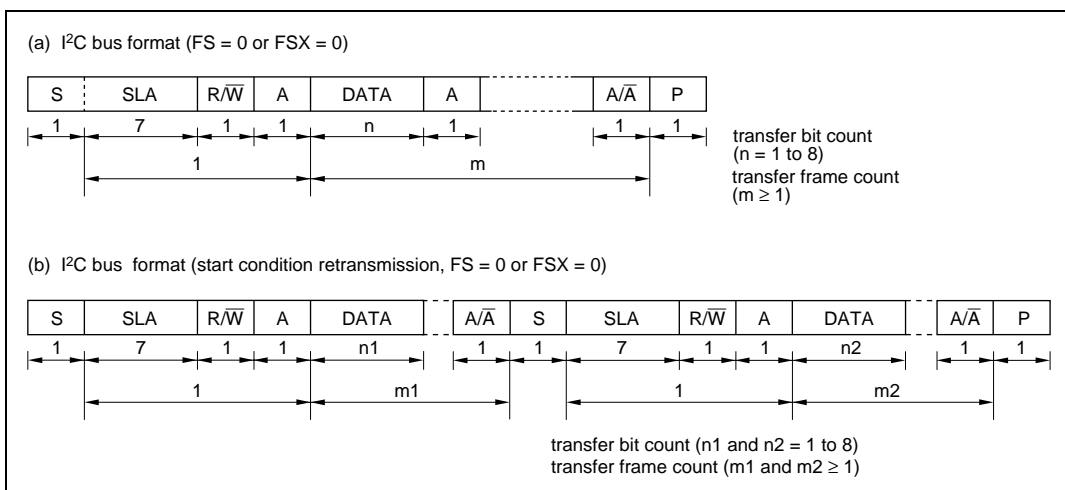 (a) I²C bus format (FS = 0 or FSX = 0)
S SLA R/W̅ A DATA A A/A̅ P
1 7 1 1 n 1 1 1
transfer bit count
(n = 1 to 8)
1 m
transfer frame count
(m ≥ 1)
(b) I²C bus format (start condition retransmission, FS = 0 or FSX = 0)
S SLA R/W̅ A DATA A/A̅ S SLA R/W̅ A DATA A/A̅ P
1 7 1 1 n1 1 1 7 1 1 n2 1 1
1 m1 1 m2
transfer bit count (n1 and n2 = 1 to 8)
transfer frame count (m1 and m2 ≥ 1)